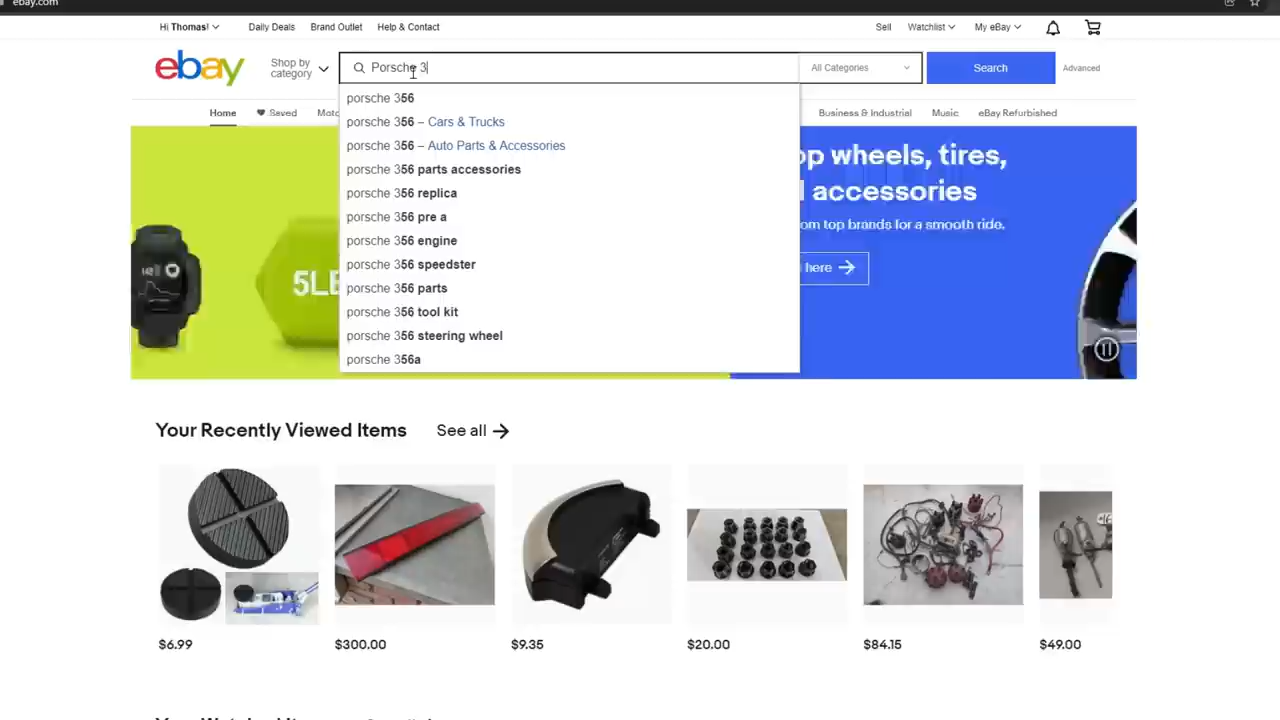 ebay.com
Hi Thomas! Daily Deals Brand Outlet Help & Contact Sell Watchlist My eBay
ebay Shop by category Porsche 3 All Categories Search Advanced
Home Saved Business & Industrial Music eBay Refurbished
porsche 356
porsche 356 – Cars & Trucks
porsche 356 – Auto Parts & Accessories
porsche 356 parts accessories
porsche 356 replica
porsche 356 pre a
porsche 356 engine
porsche 356 speedster
porsche 356 parts
porsche 356 tool kit
porsche 356 steering wheel
porsche 356a
wheels, tires,
accessories
top brands for a smooth ride.
here
Your Recently Viewed Items See all
$6.99 $300.00 $9.35 $20.00 $84.15 $49.00